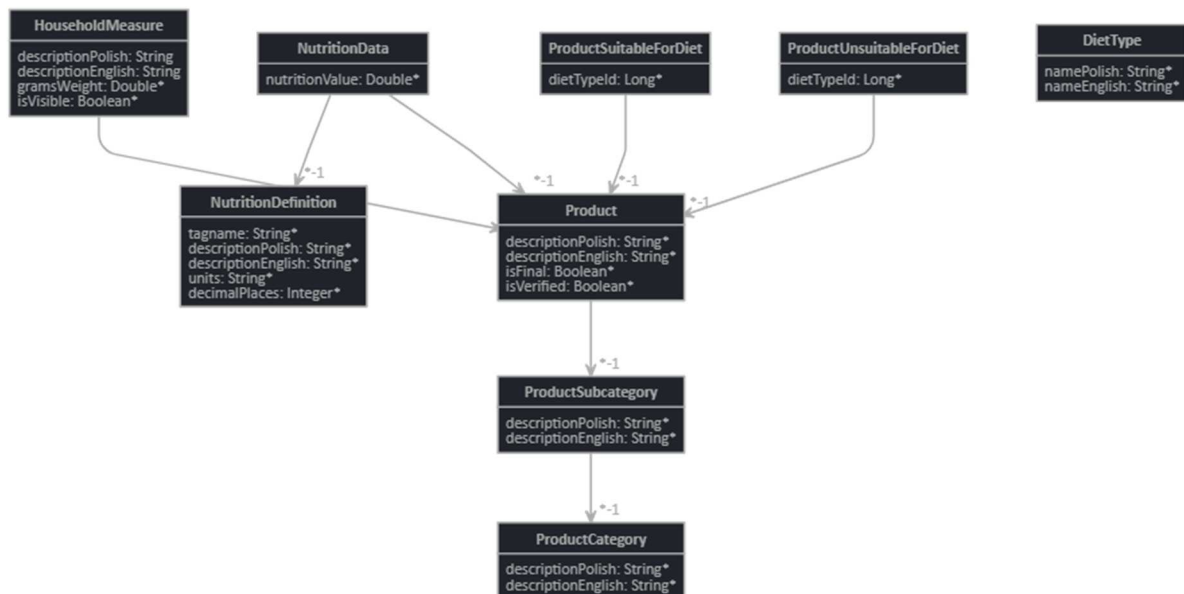 HouseholdMeasure
descriptionPolish: String
descriptionEnglish: String
gramsWeight: Double*
isVisible: Boolean*
NutritionData
nutritionValue: Double*
ProductSuitableForDiet
dietTypeId: Long*
ProductUnsuitableForDiet
dietTypeId: Long*
DietType
namePolish: String*
nameEnglish: String*
*-1
*-1
*-1
*-1
NutritionDefinition
tagname: String*
descriptionPolish: String*
descriptionEnglish: String*
units: String*
decimalPlaces: Integer*
Product
descriptionPolish: String*
descriptionEnglish: String*
isFinal: Boolean*
isVerified: Boolean*
*-1
ProductSubcategory
descriptionPolish: String*
descriptionEnglish: String*
*-1
ProductCategory
descriptionPolish: String*
descriptionEnglish: String*